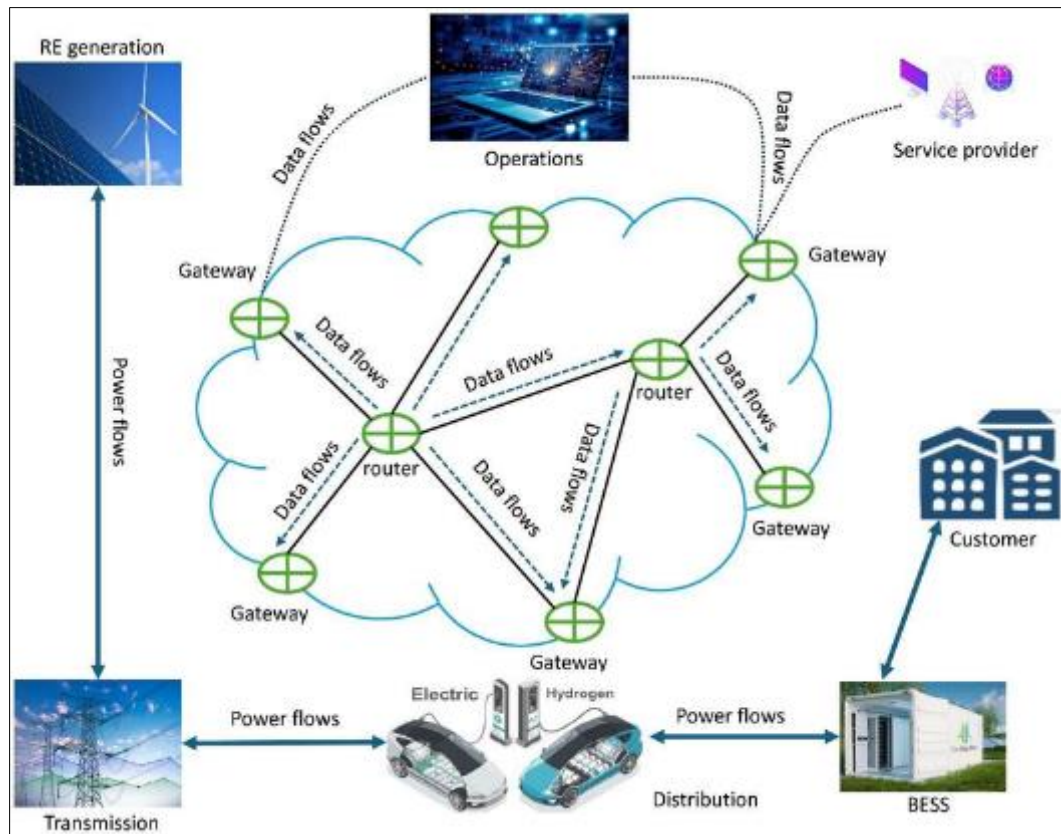 RE generation
Operations
Service provider
Data flows
Data flows
Gateway
Gateway
Data flows
Data flows
Data flows
router
router
Data flows
Data flows
Data flows
Power flows
Gateway
Customer
Gateway
Gateway
Electric
Hydrogen
Power flows
Power flows
Distribution
BESS
Transmission